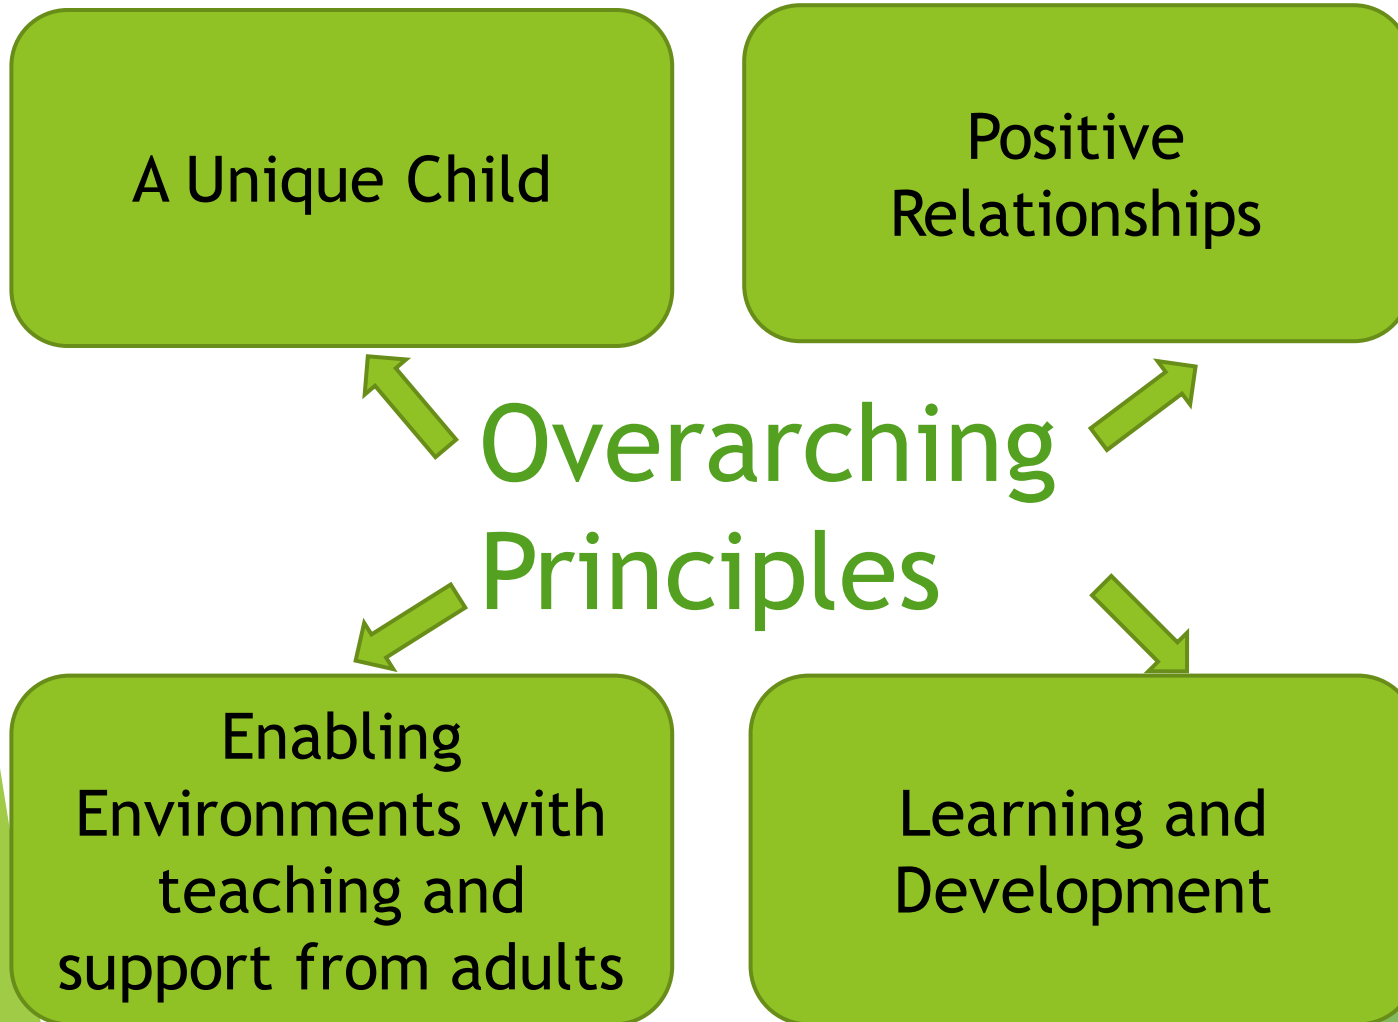 A Unique Child
Positive
Relationships
Overarching
Principles
Enabling
Environments with
teaching and
support from adults
Learning and
Development